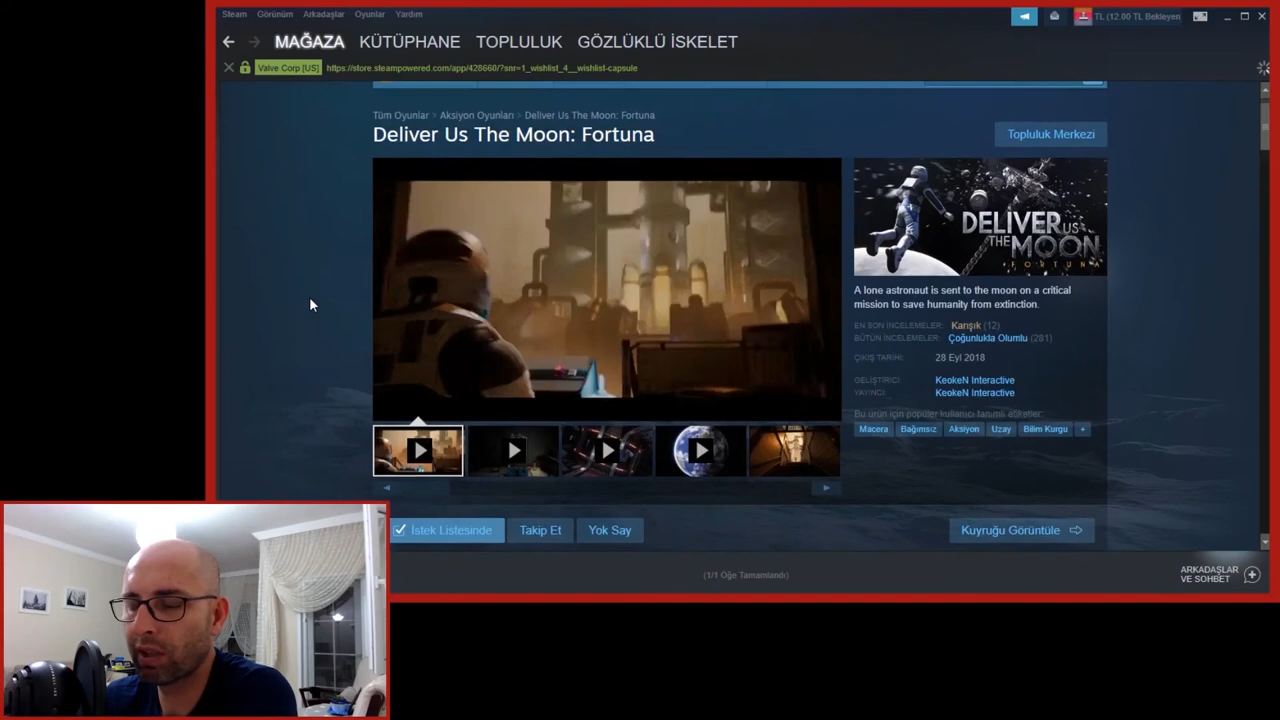 Steam Görünüm Arkadaşlar Oyunlar Yardım
TL (12.00 TL Bekleyen
MAĞAZA KÜTÜPHANE TOPLULUK GÖZLÜKLÜ İSKELET
Valve Corp [US] https://store.steampowered.com/app/428660/?snr=1_wishlist_4__wishlist-capsule
Tüm Oyunlar > Aksiyon Oyunları > Deliver Us The Moon: Fortuna
Deliver Us The Moon: Fortuna
Topluluk Merkezi
DELIVER US
THE MOON
FORTUNA
A lone astronaut is sent to the moon on a critical
mission to save humanity from extinction.
EN SON İNCELEMELER: Karışık (12)
BÜTÜN İNCELEMELER: Çoğunlukla Olumlu (281)
ÇIKIŞ TARİHİ: 28 Eyl 2018
GELİŞTİRİCİ: KeokeN Interactive
YAYINCI: KeokeN Interactive
Bu ürün için popüler kullanıcı tanımlı etiketler:
Macera Bağımsız Aksiyon Uzay Bilim Kurgu +
İstek Listesinde Takip Et Yok Say
Kuyruğu Görüntüle
(1/1 Öğe Tamamlandı)
ARKADAŞLAR
VE SOHBET